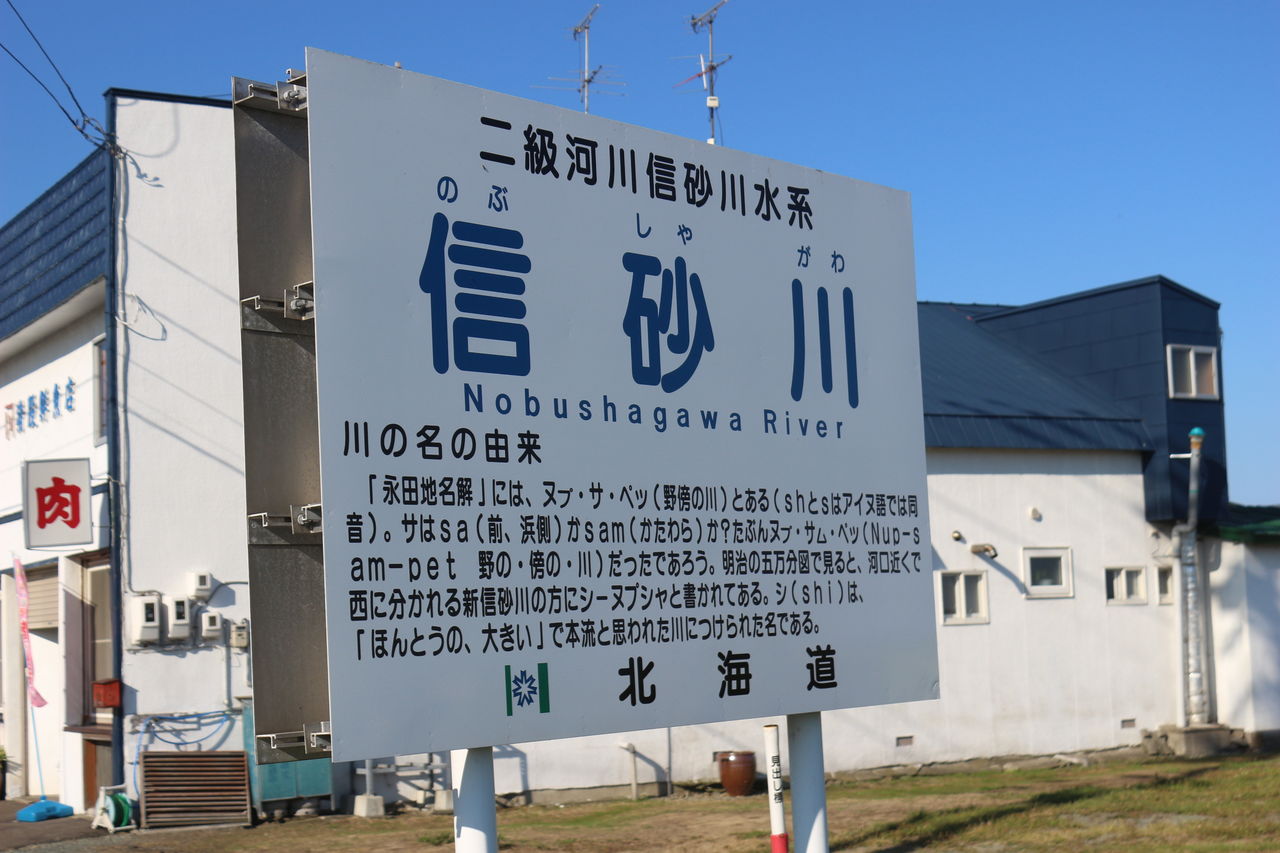 二級河川信砂川水系
のぶ しゃ がわ
信砂川
Nobushagawa River
川の名の由来
「永田地名解」には、ヌプ・サ・ペッ(野傍の川)とある(shとsはアイヌ語では同
音)。サはsa(前、浜側)かsam(かたわら)か?たぶんヌプ・サム・ペッ(Nup-s
am-pet 野の・傍の・川)だったであろう。明治の五万分図で見ると、河口近くで
西に分かれる新信砂川の方にシーヌプシャと書かれてある。シ(shi)は、
「ほんとうの、大きい」で本流と思われた川につけられた名である。
北海道
肉
見出し標